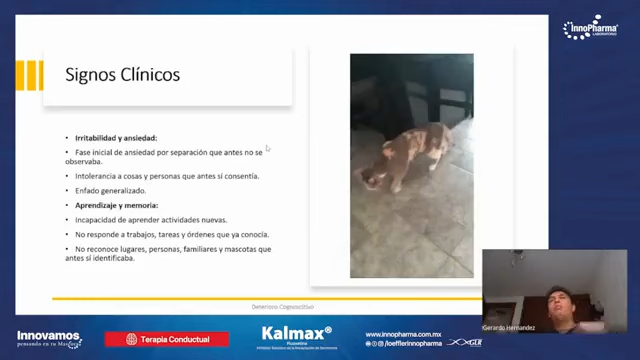 InnoPharma®
LABORATORIO
Signos Clínicos
• Irritabilidad y ansiedad:
• Fase inicial de ansiedad por separación que antes no se
observaba.
• Intolerancia a cosas y personas que antes sí consentía.
• Enfado generalizado.
• Aprendizaje y memoria:
• Incapacidad de aprender actividades nuevas.
• No responde a trabajos, tareas y órdenes que ya conocía.
• No reconoce lugares, personas, familiares y mascotas que
antes sí identificaba.
Deterioro Cognoscitivo
Gerardo Hernandez
Innovamos
pensando en tu
Terapia Conductual
Kalmax®
Fluoxetina
www.innopharma.com.mx
/loefflerinnopharma